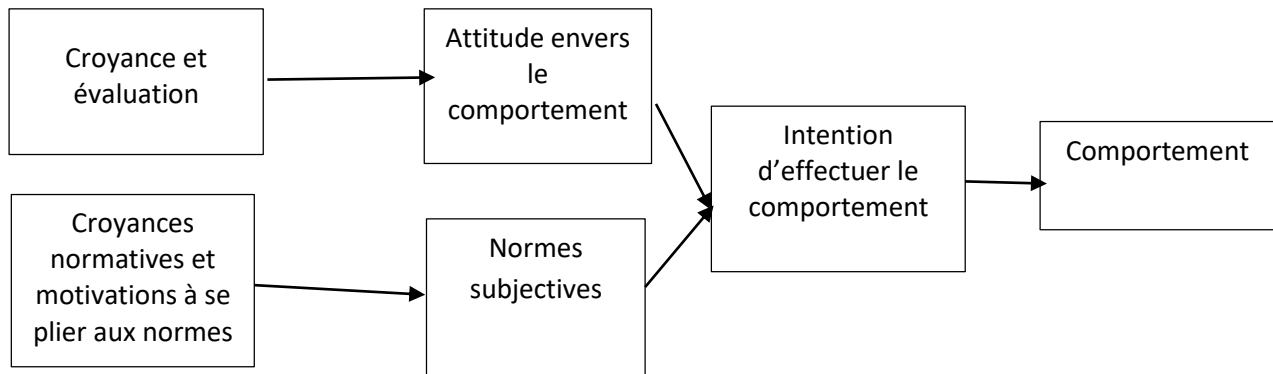 Croyance et
évaluation
Attitude envers
le
comportement
Intention
d’effectuer le
comportement
Comportement
Croyances
normatives et
motivations à se
plier aux normes
Normes
subjectives